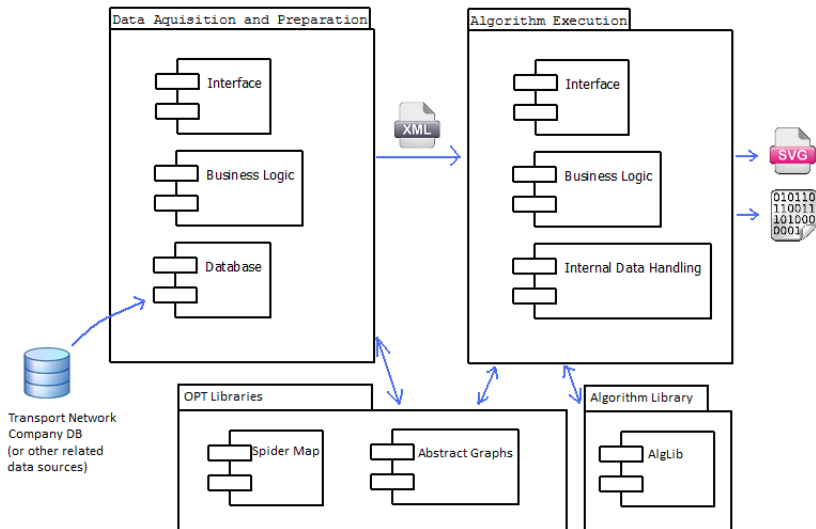 Data Aquisition and Preparation
Algorithm Execution
Interface
Business Logic
Database
XML
Interface
Business Logic
Internal Data Handling
SVG
010110
110011
101000
0001
Transport Network
Company DB
(or other related
data sources)
OPT Libraries
Spider Map
Abstract Graphs
Algorithm Library
AlgLib